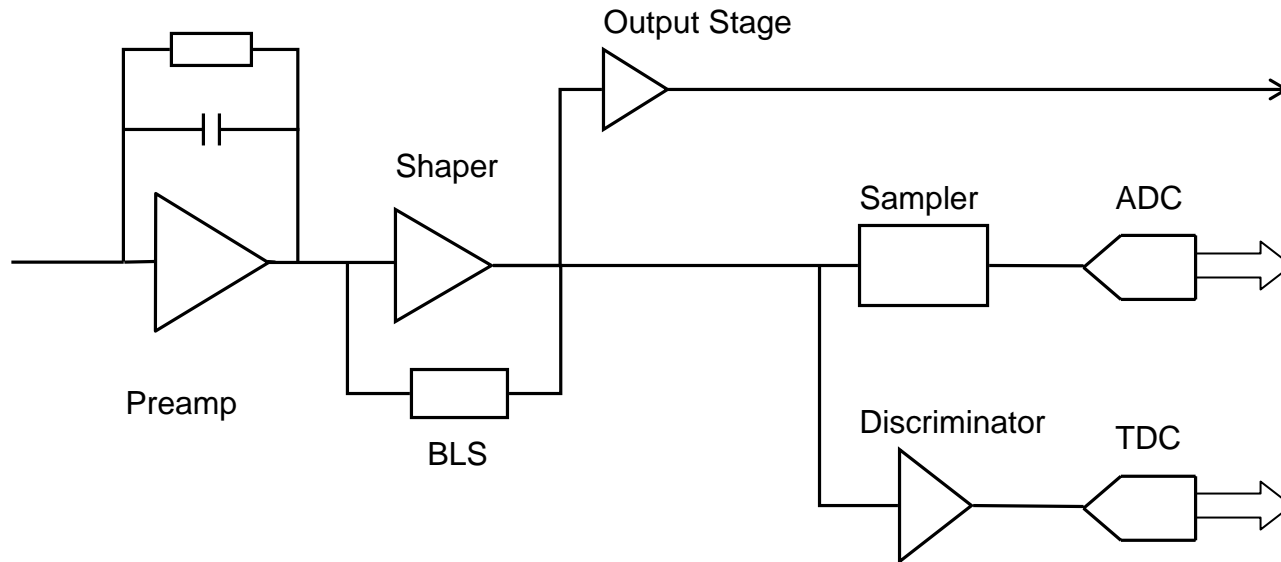 Output Stage
Shaper
Sampler
ADC
Preamp
BLS
Discriminator
TDC